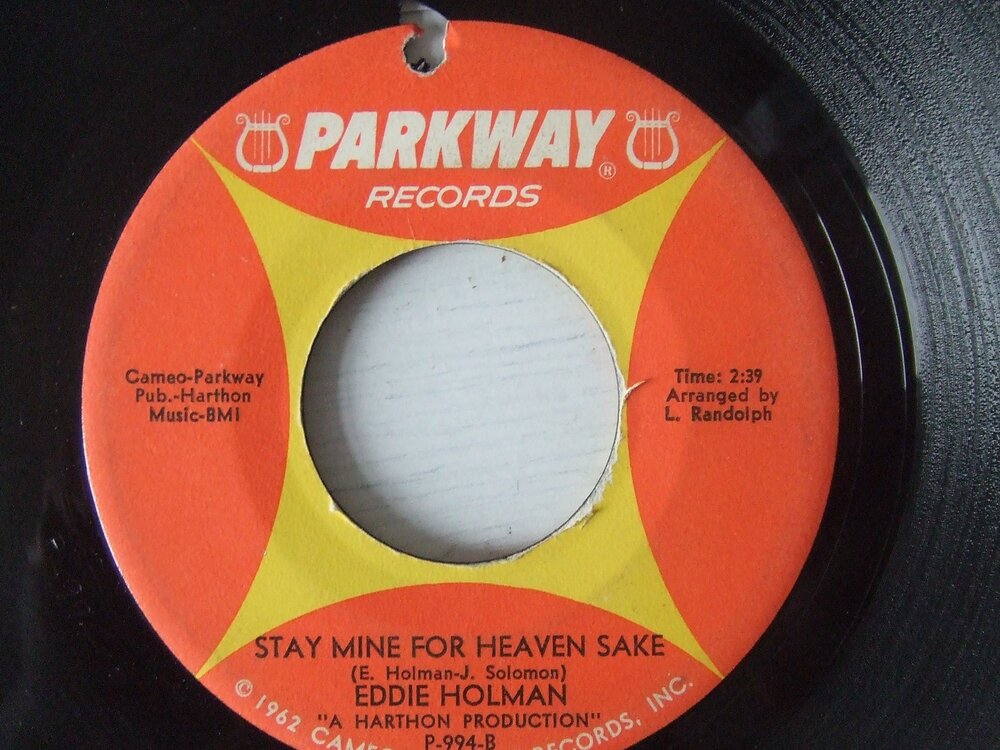 PARKWAY®
RECORDS
Cameo-Parkway
Pub.-Harthon
Music-BMI
Time: 2:39
Arranged by
L. Randolph
STAY MINE FOR HEAVEN SAKE
(E. Holman-J. Solomon)
EDDIE HOLMAN
"A HARTHON PRODUCTION"
P-994-B
© 1962 CAMEO RECORDS, INC.